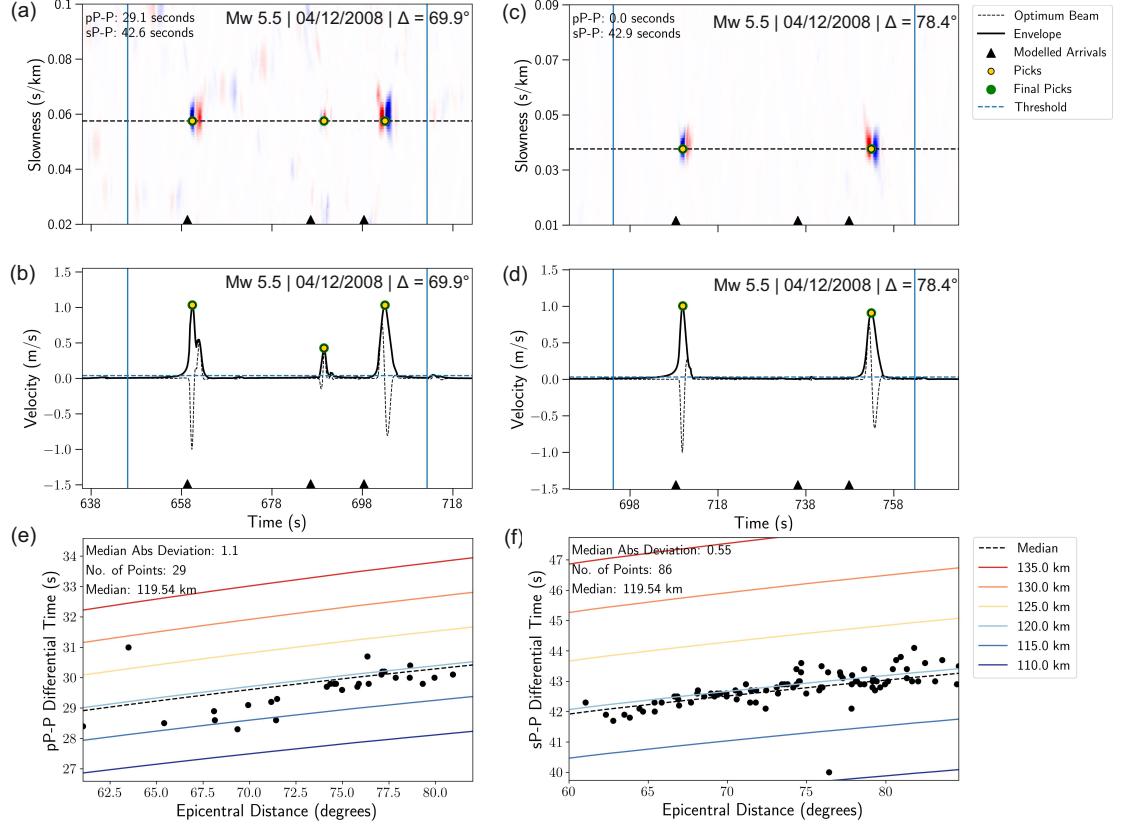 (a)
pP-P: 29.1 seconds
sP-P: 42.6 seconds
Mw 5.5 | 04/12/2008 | Δ = 69.9°
Slowness (s/km)
0.1
0.08
0.06
0.04
0.02
(c)
pP-P: 0.0 seconds
sP-P: 42.9 seconds
Mw 5.5 | 04/12/2008 | Δ = 78.4°
Slowness (s/km)
0.09
0.07
0.05
0.03
0.01
Optimum Beam
Envelope
Modelled Arrivals
Picks
Final Picks
Threshold
(b)
Mw 5.5 | 04/12/2008 | Δ = 69.9°
Velocity (m/s)
1.5
1.0
0.5
0.0
−0.5
−1.0
−1.5
638 658 678 698 718
Time (s)
(d)
Mw 5.5 | 04/12/2008 | Δ = 78.4°
Velocity (m/s)
1.5
1.0
0.5
0.0
−0.5
−1.0
−1.5
698 718 738 758
Time (s)
(e)
Median Abs Deviation: 1.1
No. of Points: 29
Median: 119.54 km
pP-P Differential Time (s)
34
33
32
31
30
29
28
27
62.5 65.0 67.5 70.0 72.5 75.0 77.5 80.0
Epicentral Distance (degrees)
(f)
Median Abs Deviation: 0.55
No. of Points: 86
Median: 119.54 km
sP-P Differential Time (s)
47
46
45
44
43
42
41
40
60 65 70 75 80
Epicentral Distance (degrees)
Median
135.0 km
130.0 km
125.0 km
120.0 km
115.0 km
110.0 km